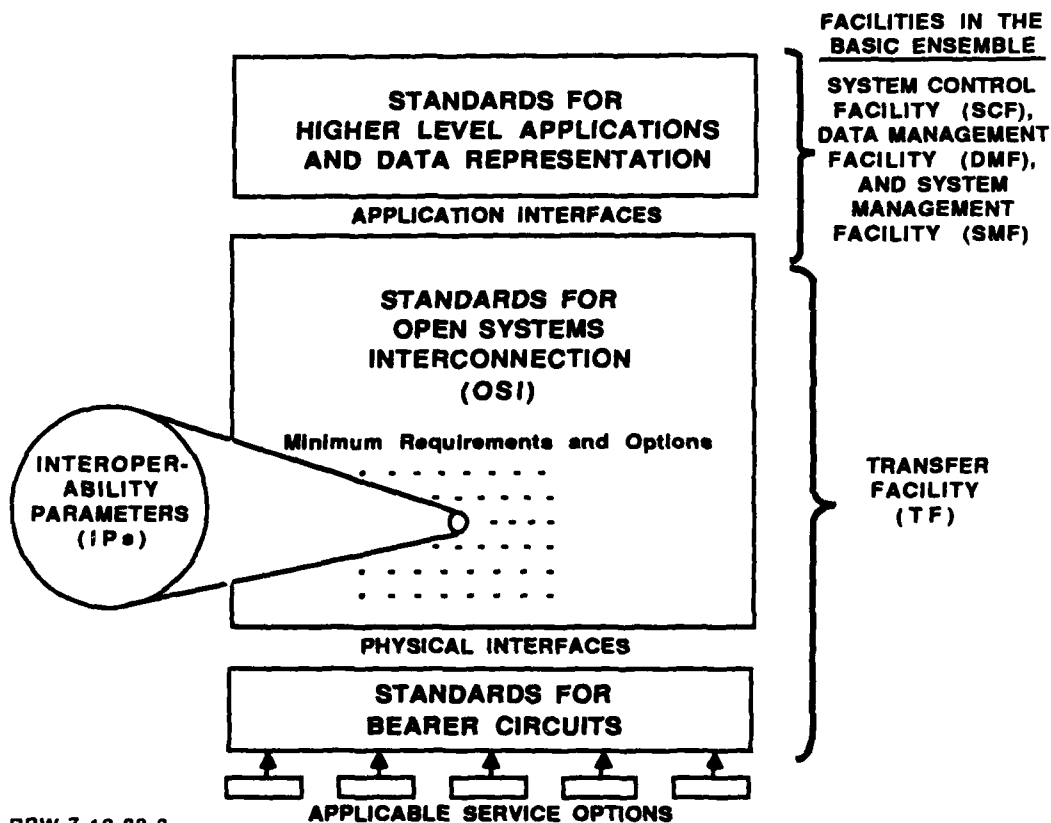 FACILITIES IN THE
BASIC ENSEMBLE
STANDARDS FOR
HIGHER LEVEL APPLICATIONS
AND DATA REPRESENTATION
SYSTEM CONTROL
FACILITY (SCF),
DATA MANAGEMENT
FACILITY (DMF),
AND SYSTEM
MANAGEMENT
FACILITY (SMF)
APPLICATION INTERFACES
STANDARDS FOR
OPEN SYSTEMS
INTERCONNECTION
(OSI)
Minimum Requirements and Options
INTEROPER-
ABILITY
PARAMETERS
(IPs)
TRANSFER
FACILITY
(TF)
PHYSICAL INTERFACES
STANDARDS FOR
BEARER CIRCUITS
APPLICABLE SERVICE OPTIONS